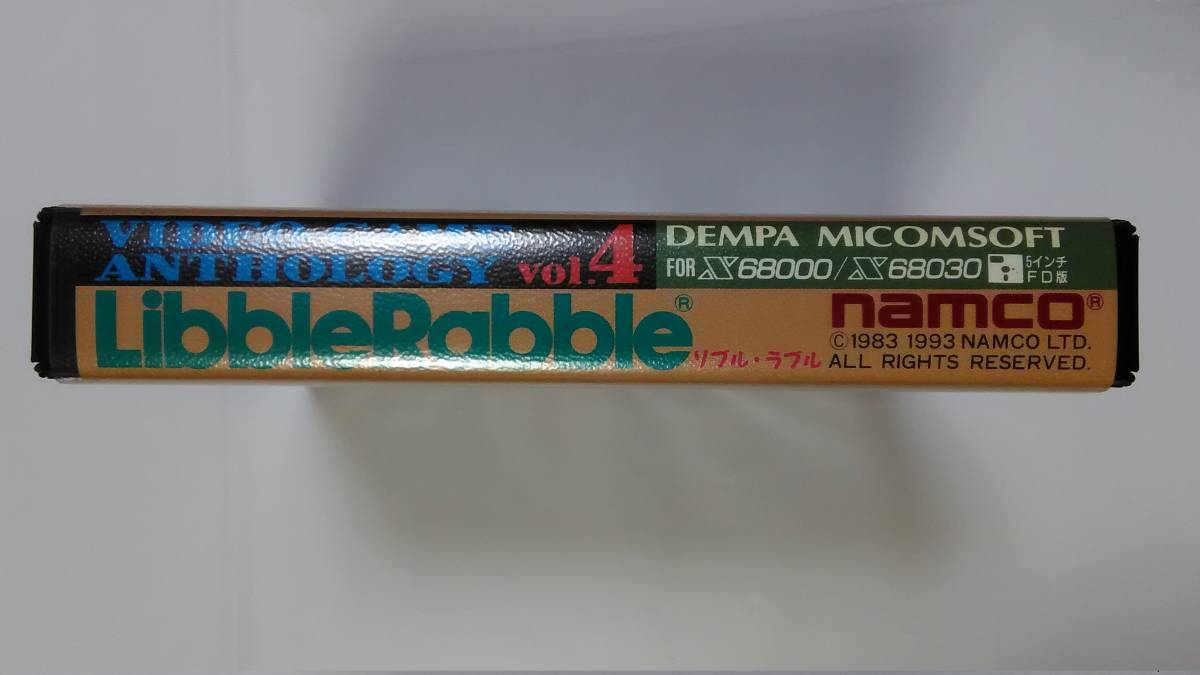 VIDEO GAME
ANTHOLOGY vol.4
DEMPA MICOMSOFT
FOR X68000/X68030 5インチ
FD版
LibbleRabble®
リブル・ラブル
namco®
©1983 1993 NAMCO LTD.
ALL RIGHTS RESERVED.